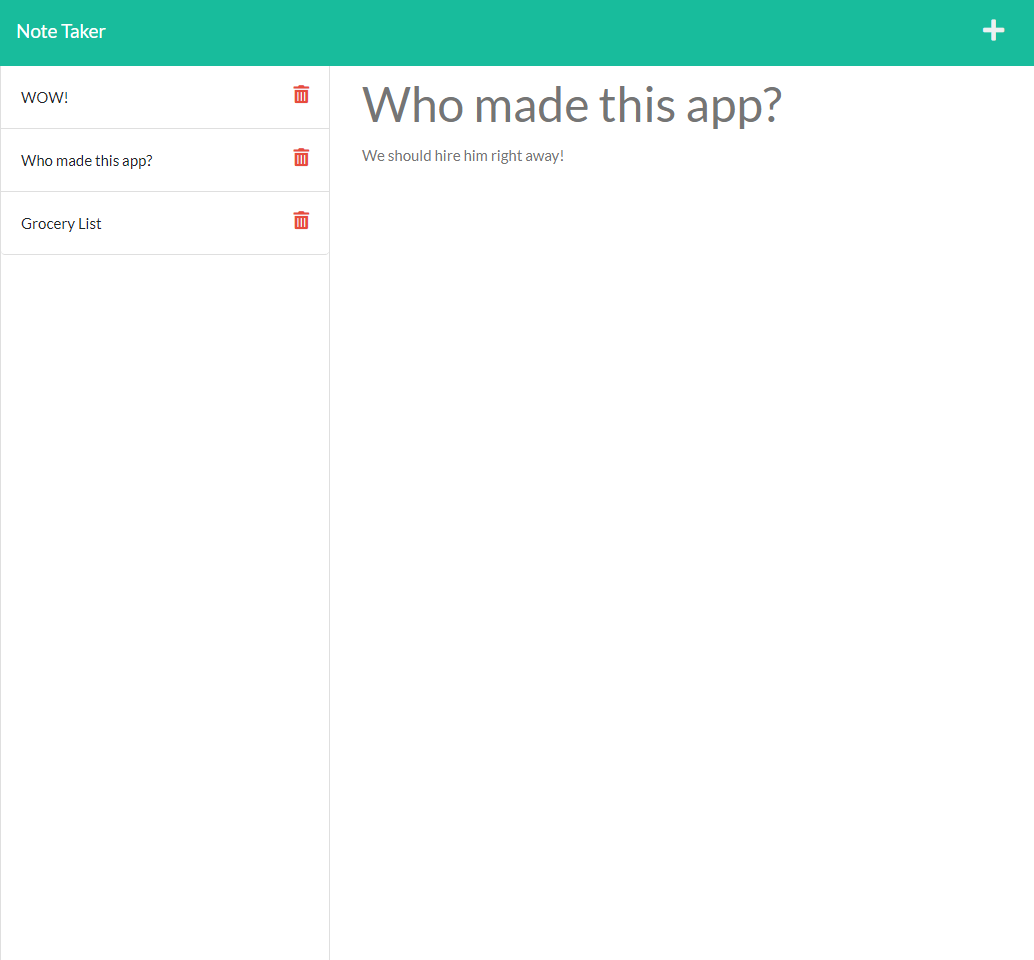 Note Taker
WOW!
Who made this app?
Grocery List
Who made this app?
We should hire him right away!